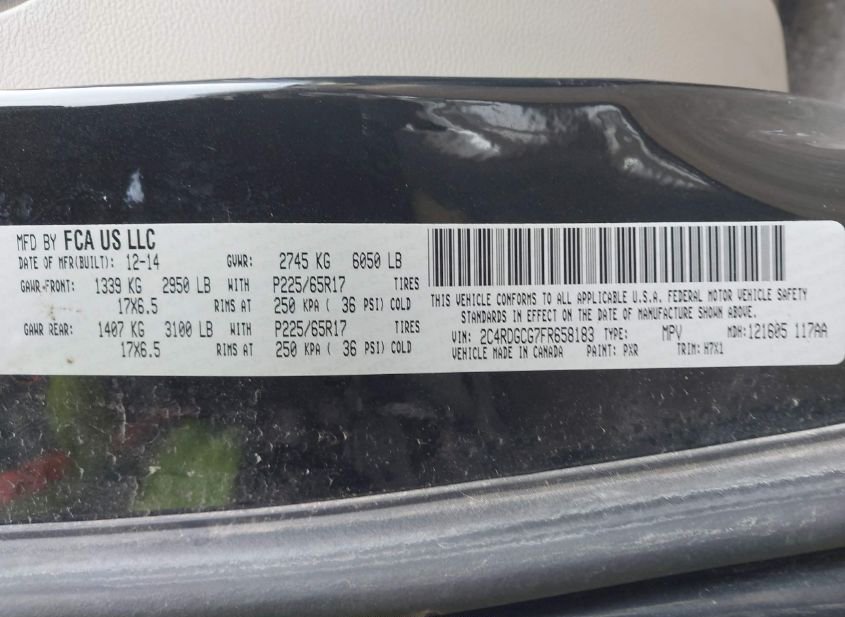 MFD BY FCA US LLC
DATE OF MFR(BUILT): 12-14 GVWR: 2745 KG 6050 LB
GAWR-FRONT: 1339 KG 2950 LB WITH P225/65R17 TIRES
17X6.5 RIMS AT 250 KPA ( 36 PSI) COLD
GAWR REAR: 1407 KG 3100 LB WITH P225/65R17 TIRES
17X6.5 RIMS AT 250 KPA ( 36 PSI) COLD
THIS VEHICLE CONFORMS TO ALL APPLICABLE U.S.A. FEDERAL MOTOR VEHICLE SAFETY
STANDARDS IN EFFECT ON THE DATE OF MANUFACTURE SHOWN ABOVE.
VIN: 2C4RDGCG7FR658183 TYPE: MPV MDH: 121605 117AA
VEHICLE MADE IN CANADA PAINT: PXR TRIM: H7X1